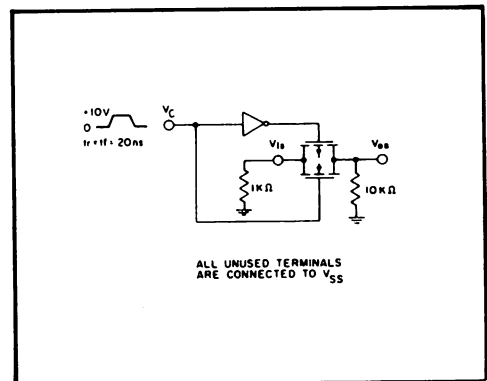 +10V
0
tr = tf = 20ns
VC
Vis
Vos
1KΩ
10KΩ
ALL UNUSED TERMINALS
ARE CONNECTED TO VSS